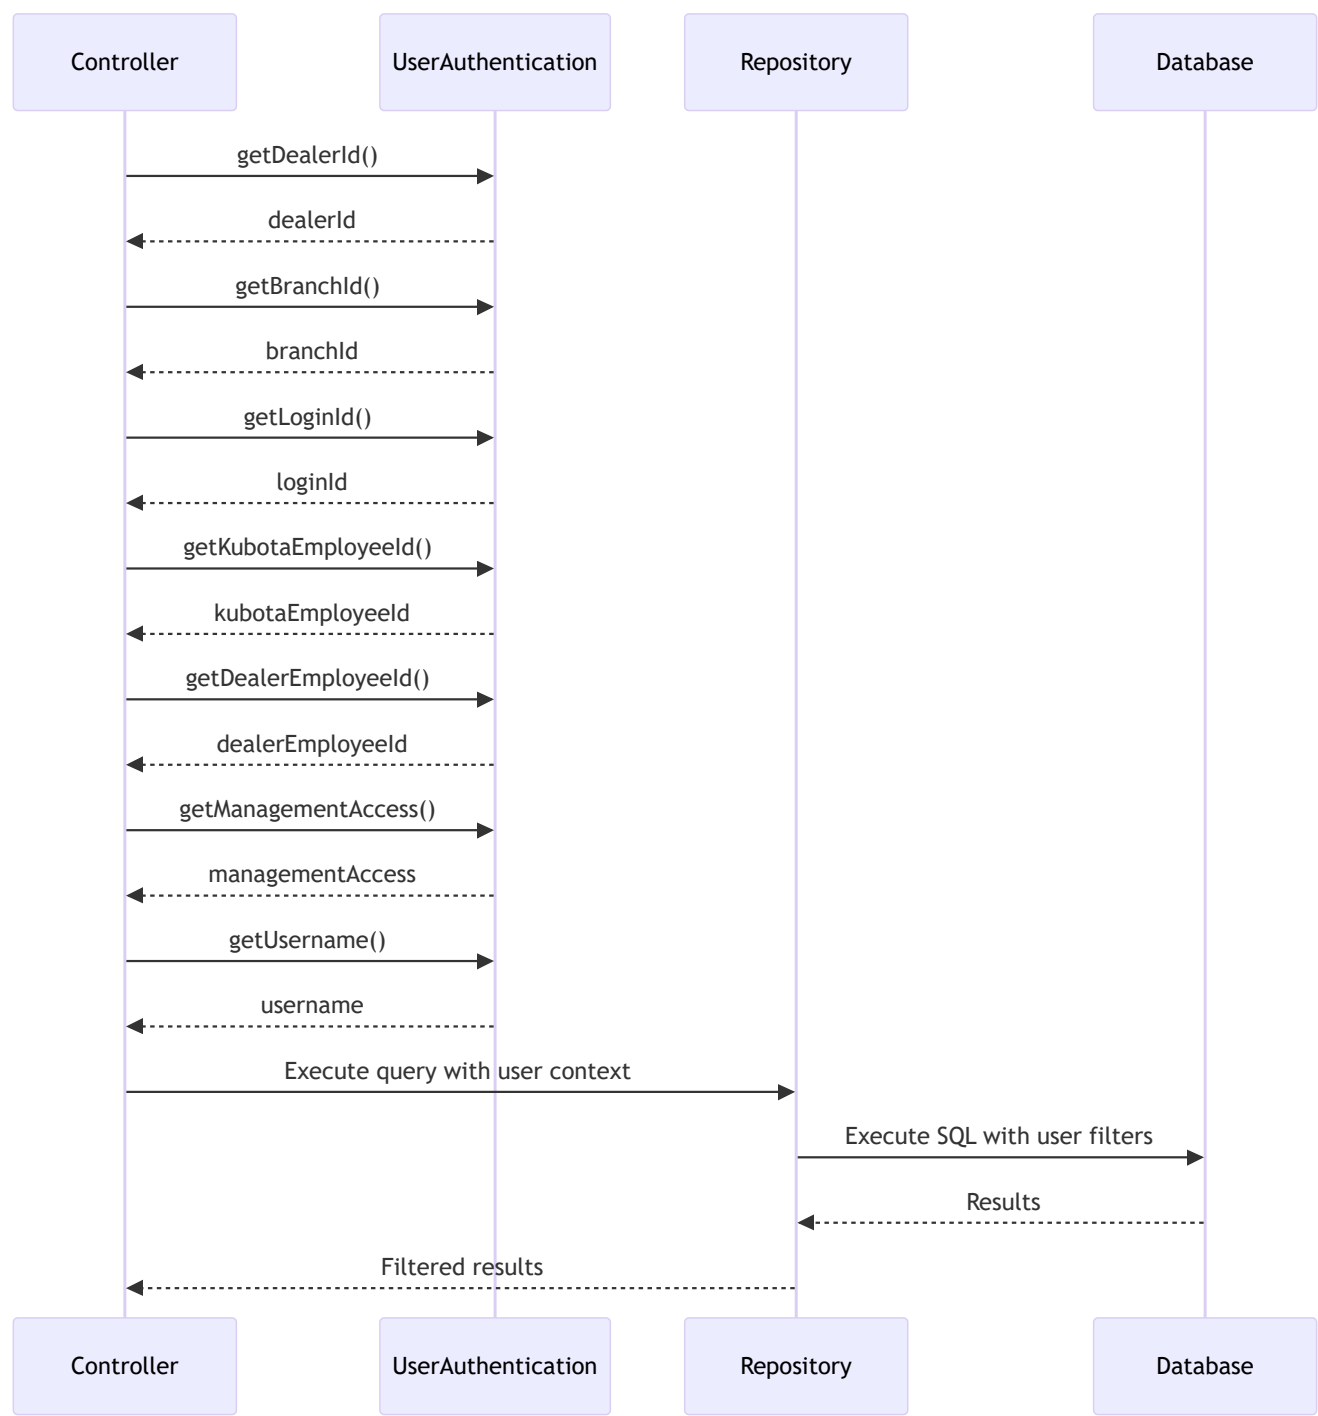 Controller
UserAuthentication
Repository
Database
getDealerId()
dealerId
getBranchId()
branchId
getLoginId()
loginId
getKubotaEmployeeId()
kubotaEmployeeId
getDealerEmployeeId()
dealerEmployeeId
getManagementAccess()
managementAccess
getUsername()
username
Execute query with user context
Execute SQL with user filters
Results
Filtered results
Controller
UserAuthentication
Repository
Database